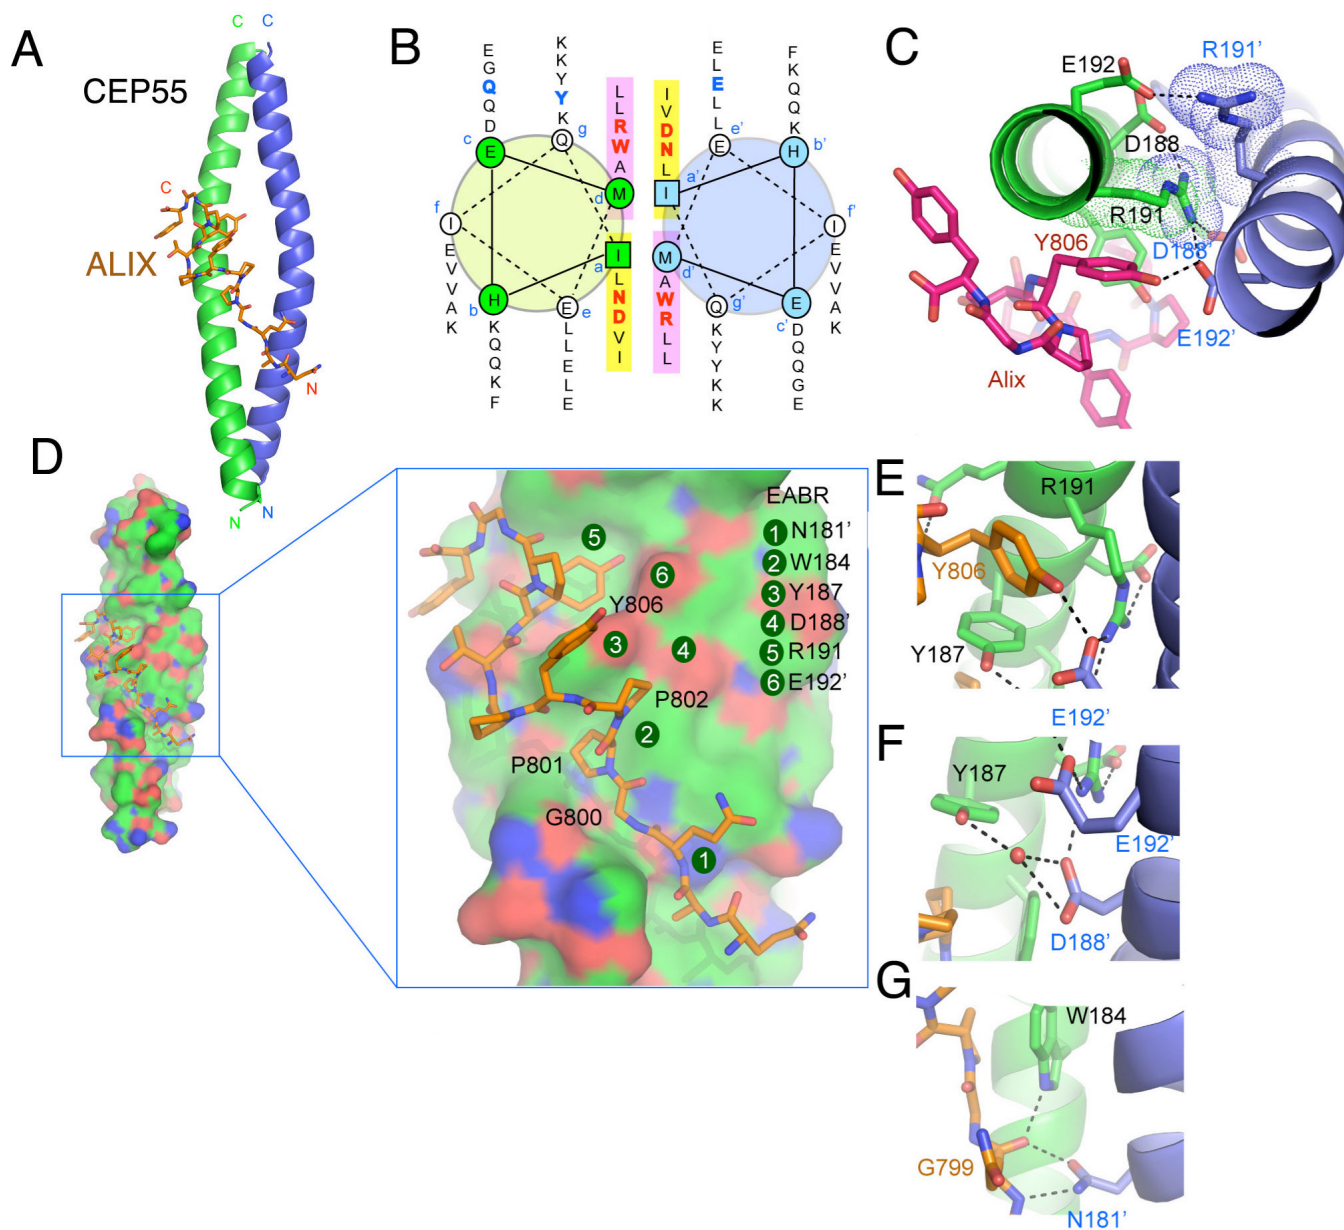 A
C C
CEP55
C
ALIX
N
N N
B
E
G
Q
Q
D
K
K
Y
Y
K
L
L
R
W
A
I
V
D
N
L
E
L
E
L
L
F
K
Q
Q
K
c
g
e'
b'
E
Q
M
I
E
H
d
a'
f
f'
I
I
I
M
a
d'
H
E
Q
E
b
e
g'
c'
E
V
V
A
K
K
Q
Q
K
F
L
L
E
L
E
L
N
D
V
I
A
W
R
L
L
K
Y
Y
K
K
D
Q
Q
G
E
E
V
V
A
K
C
E192
R191'
D188
R191
Y806
D188'
E192'
Alix
D
EABR
1 N181'
2 W184
3 Y187
4 D188'
5 R191
6 E192'
5
6
Y806
3
4
P802
2
P801
G800
1
E
R191
Y806
Y187
E192'
F
Y187
E192'
D188'
G
W184
G799
N181'